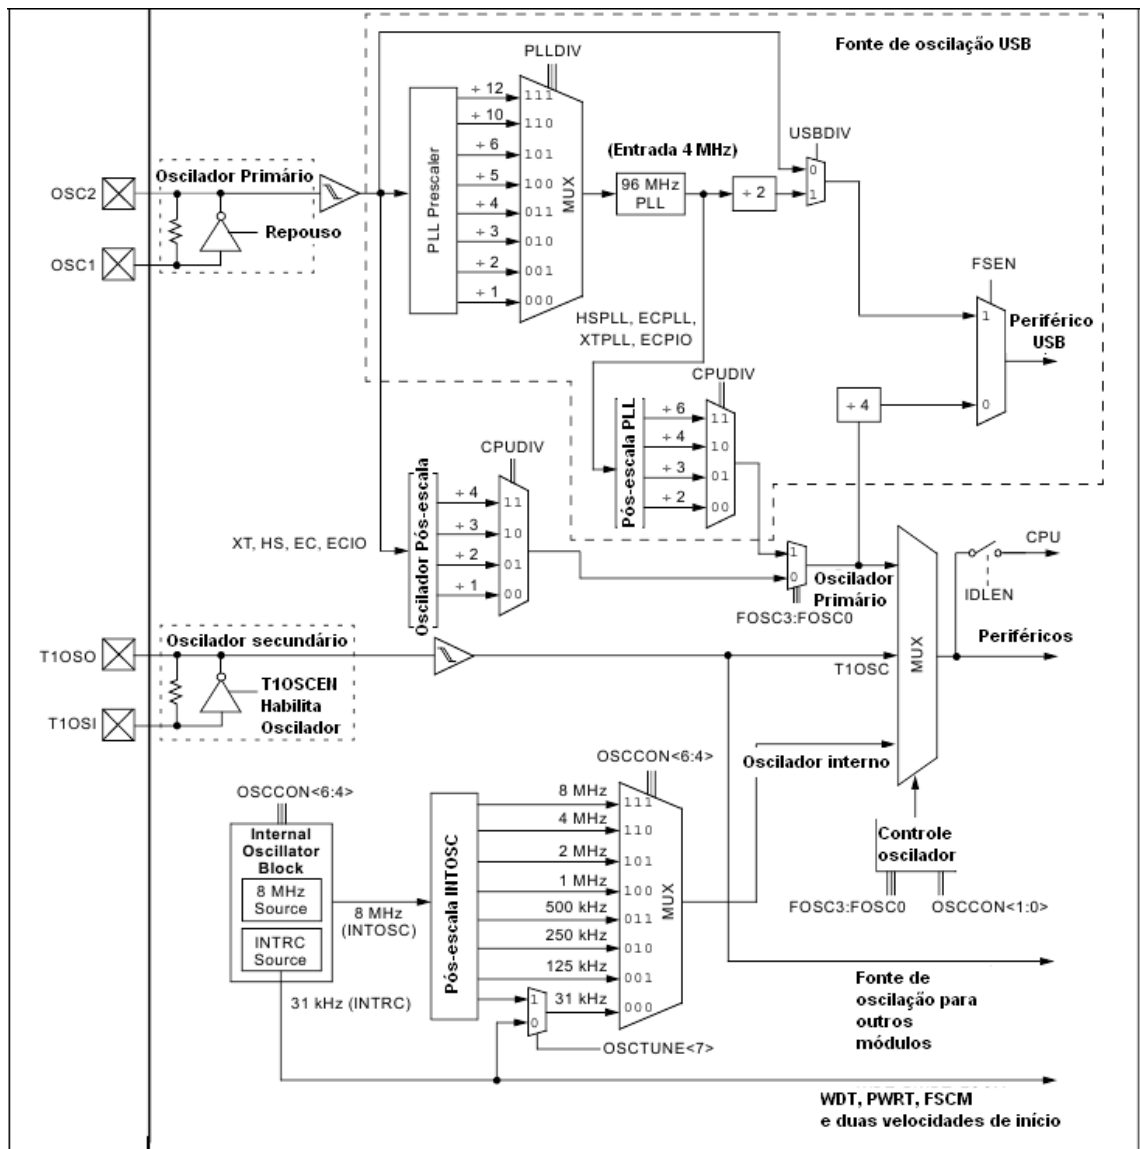 Fonte de oscilação USB
PLLDIV
÷ 12
111
÷ 10
110
÷ 6
101
÷ 5
100
÷ 4
011
÷ 3
010
÷ 2
001
÷ 1
000
PLL Prescaler
MUX
USBDIV
(Entrada 4 MHz)
0
1
96 MHz
PLL
÷ 2
Oscilador Primário
OSC2
Repouso
OSC1
FSEN
1
Periférico
USB
0
HSPLL, ECPLL,
XTPLL, ECPIO
CPUDIV
÷ 6
11
÷ 4
10
÷ 3
01
÷ 2
00
Pós-escala PLL
÷ 4
CPUDIV
÷ 4
11
÷ 3
10
÷ 2
01
÷ 1
00
Oscilador Pós-escala
XT, HS, EC, ECIO
1
0
Oscilador
Primário
FOSC3:FOSC0
CPU
IDLEN
Periféricos
MUX
T1OSC
Oscilador secundário
T1OSO
T1OSCEN
Habilita
Oscilador
T1OSI
Oscilador interno
OSCCON<6:4>
OSCCON<6:4>
Internal
Oscillator
Block
8 MHz
Source
INTRC
Source
8 MHz
(INTOSC)
31 kHz (INTRC)
Pós-escala INTOSC
8 MHz
111
4 MHz
110
2 MHz
101
1 MHz
100
500 kHz
011
250 kHz
010
125 kHz
001
1
31 kHz
000
0
MUX
OSCTUNE<7>
Controle
oscilador
FOSC3:FOSC0
OSCCON<1:0>
Fonte de
oscilação para
outros
módulos
WDT, PWRT, FSCM
e duas velocidades de início